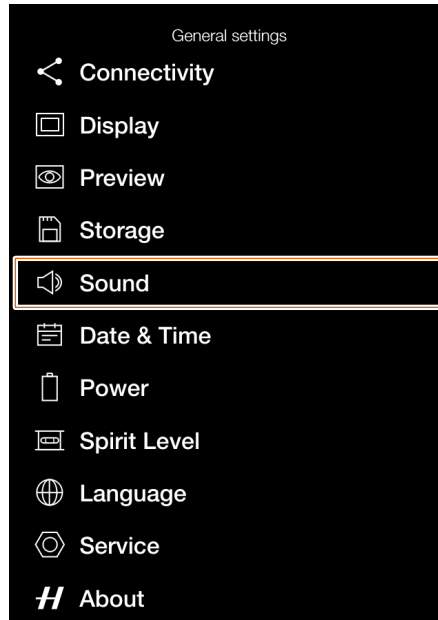 General settings
Connectivity
Display
Preview
Storage
Sound
Date & Time
Power
Spirit Level
Language
Service
About